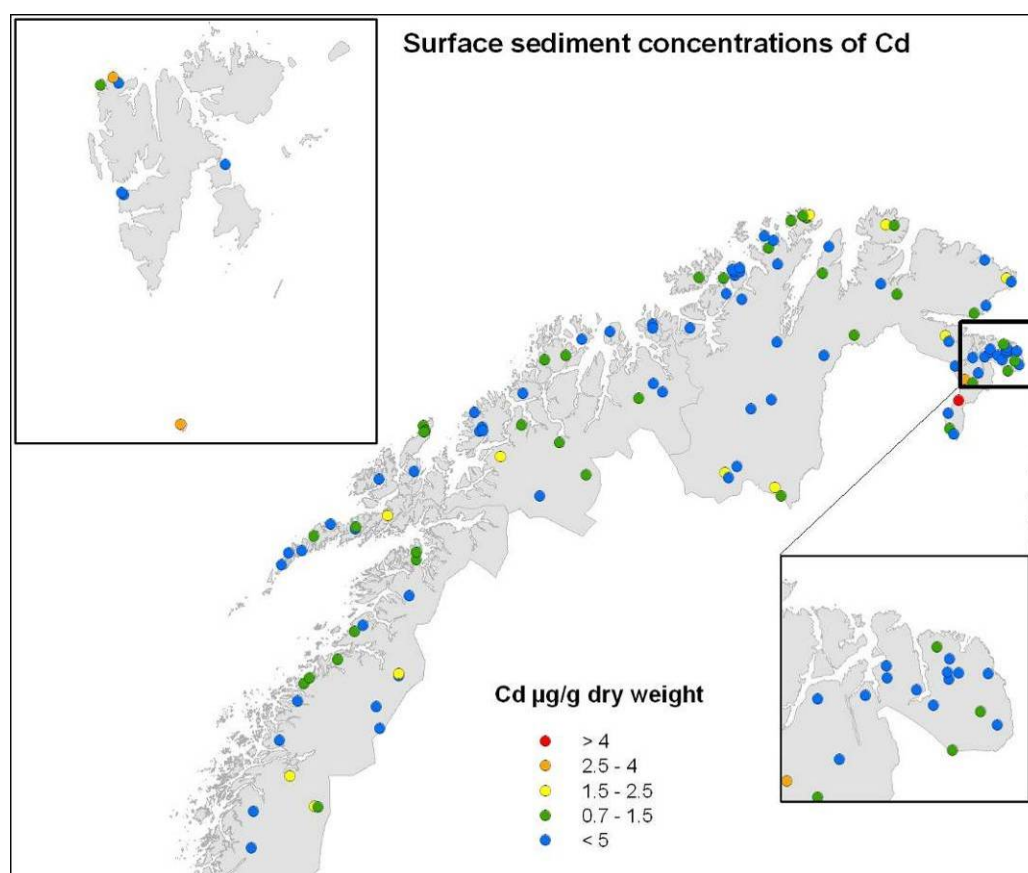 Surface sediment concentrations of Cd
Cd µg/g dry weight
> 4
2.5 - 4
1.5 - 2.5
0.7 - 1.5
< 5